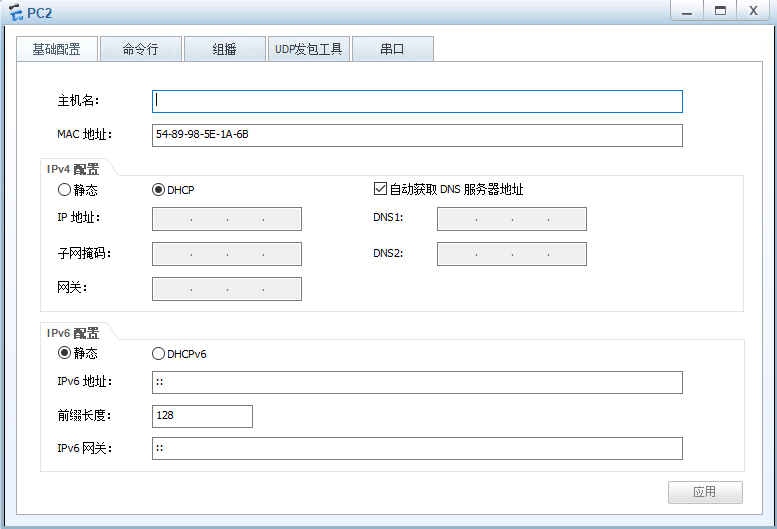 PC2
基础配置 命令行 组播 UDP发包工具 串口
主机名：
MAC 地址： 54-89-98-5E-1A-6B
IPv4 配置
静态 DHCP 自动获取 DNS 服务器地址
IP 地址： . . . DNS1: . . .
子网掩码： . . . DNS2: . . .
网关： . . .
IPv6 配置
静态 DHCPv6
IPv6 地址： ::
前缀长度： 128
IPv6 网关： ::
应用